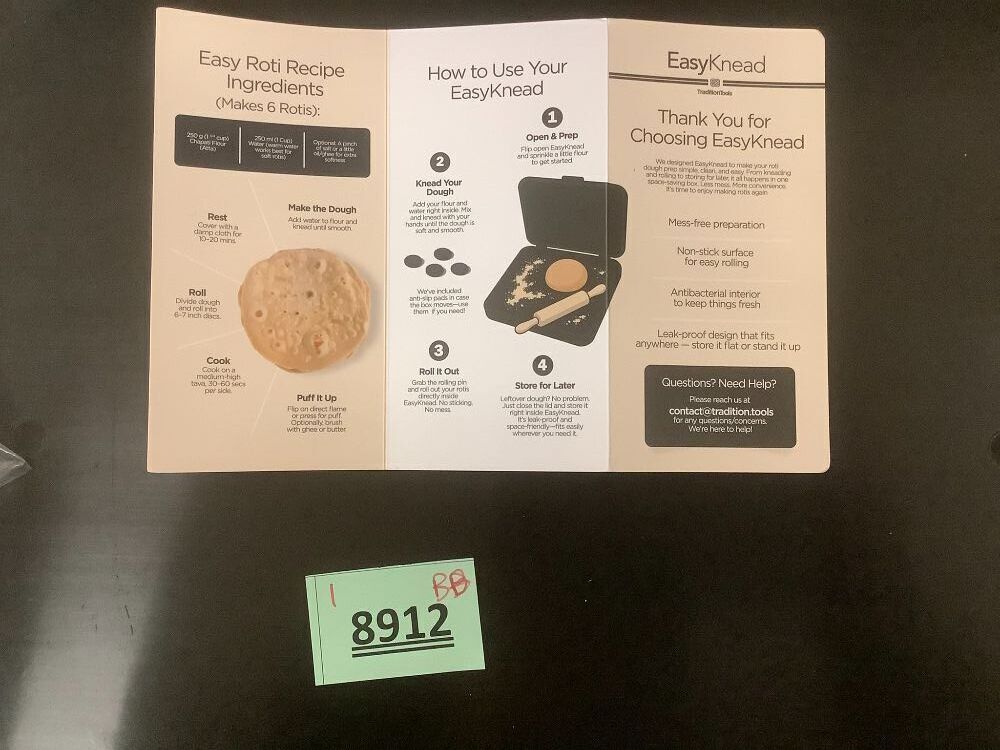 Easy Roti Recipe
Ingredients
(Makes 6 Rotis):
250 g (1 cup)
Chapati Flour
(Atta)
250 ml (1 Cup)
Water (warm water
works best for
soft rotis)
Optional: A pinch
of salt or a little
oil/ghee for extra
softness
Make the Dough
Add water to flour and
knead until smooth.
Rest
Cover with a
damp cloth for
10–20 mins.
Roll
Divide dough
and roll into
6–7 inch discs.
Cook
Cook on a
medium-high
tava, 30–60 secs
per side.
Puff It Up
Flip on direct flame
or press for puff.
Optionally, brush
with ghee or butter.
How to Use Your
EasyKnead
1
Open & Prep
Flip open EasyKnead
and sprinkle a little flour
to get started.
2
Knead Your
Dough
Add your flour and
water right inside. Mix
and knead with your
hands until the dough is
soft and smooth.
We've included
anti-slip pads in case
the box moves—use
them if you need!
3
Roll It Out
Grab the rolling pin
and roll out your rotis
directly inside
EasyKnead. No sticking.
No mess.
4
Store for Later
Leftover dough? No problem.
Just close the lid and store it
right inside EasyKnead.
It's leak-proof and
space-friendly—fits easily
wherever you need it.
EasyKnead
TraditionTools
Thank You for
Choosing EasyKnead
We designed EasyKnead to make your roti
dough prep simple, clean, and easy. From kneading
and rolling to storing for later, it all happens in one
space-saving box. Less mess. More convenience.
It's time to enjoy making rotis again
Mess-free preparation
Non-stick surface
for easy rolling
Antibacterial interior
to keep things fresh
Leak-proof design that fits
anywhere — store it flat or stand it up
Questions? Need Help?
Please reach us at
contact@tradition.tools
for any questions/concerns.
We're here to help!
1 BB
8912